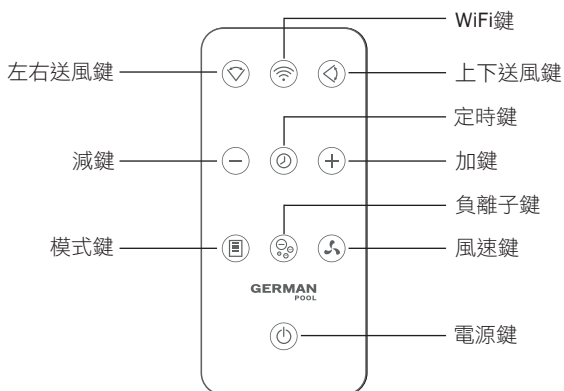 WiFi鍵
左右送風鍵
上下送風鍵
定時鍵
減鍵
加鍵
負離子鍵
模式鍵
風速鍵
GERMAN
POOL
電源鍵